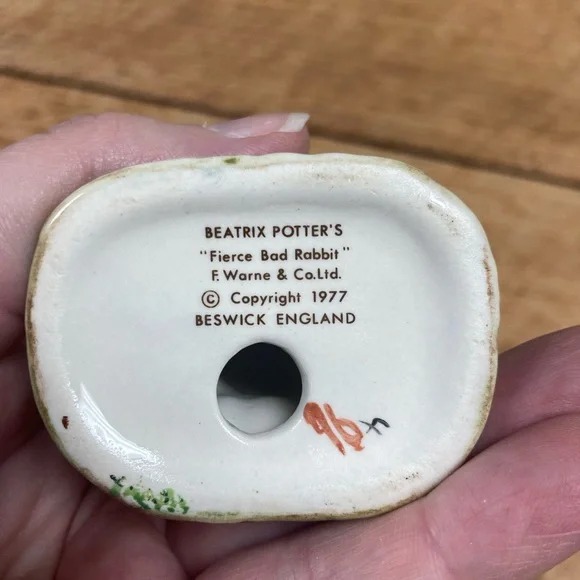 BEATRIX POTTER'S
"Fierce Bad Rabbit"
F. Warne & Co. Ltd.
© Copyright 1977
BESWICK ENGLAND